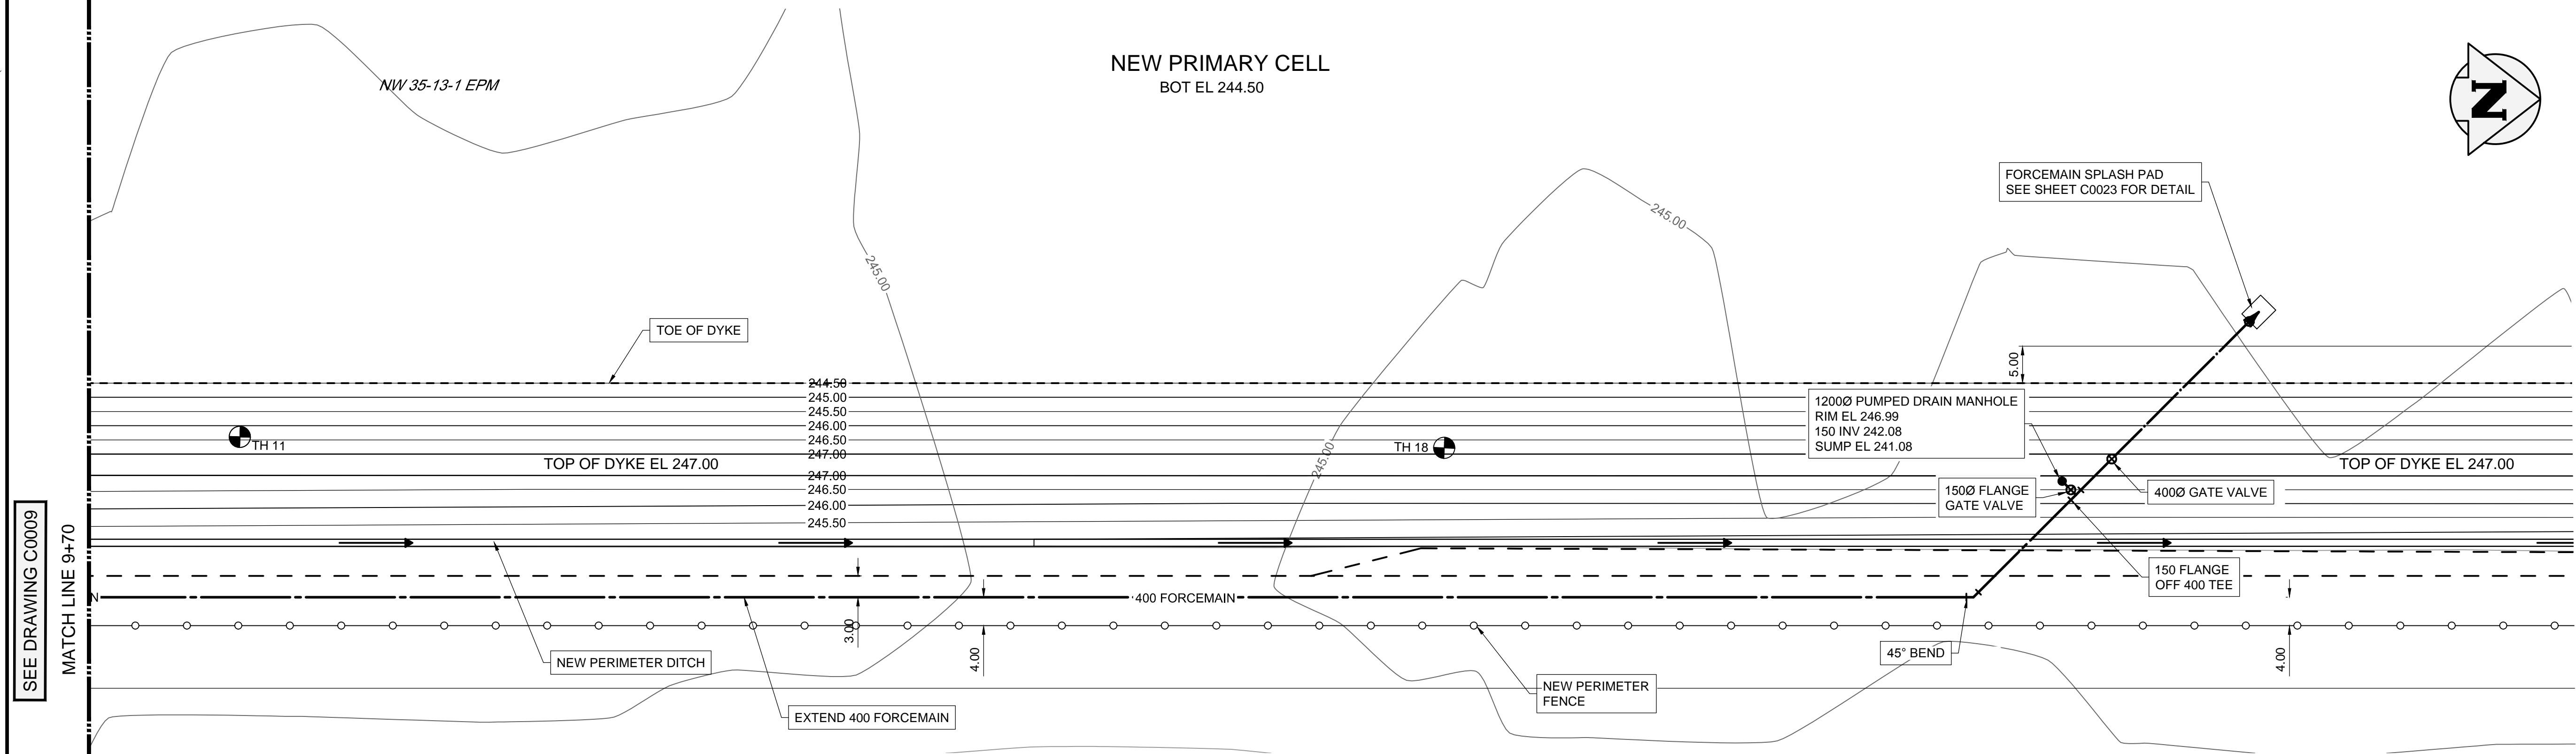 NEW PRIMARY CELL
BOT EL 244.50
NW 35-13-1 EPM
N
FORCEMAIN SPLASH PAD
SEE SHEET C0023 FOR DETAIL
245.00
245.00
TOE OF DYKE
5.00
244.50
245.00
245.50
246.00
246.50
247.00
247.00
246.50
246.00
245.50
1200Ø PUMPED DRAIN MANHOLE
RIM EL 246.99
150 INV 242.08
SUMP EL 241.08
TH 11
TH 18
245.00
TOP OF DYKE EL 247.00
TOP OF DYKE EL 247.00
150Ø FLANGE
GATE VALVE
400Ø GATE VALVE
SEE DRAWING C0009
MATCH LINE 9+70
150 FLANGE
OFF 400 TEE
N
400 FORCEMAIN
3.00
4.00
4.00
45° BEND
NEW PERIMETER DITCH
NEW PERIMETER
FENCE
EXTEND 400 FORCEMAIN